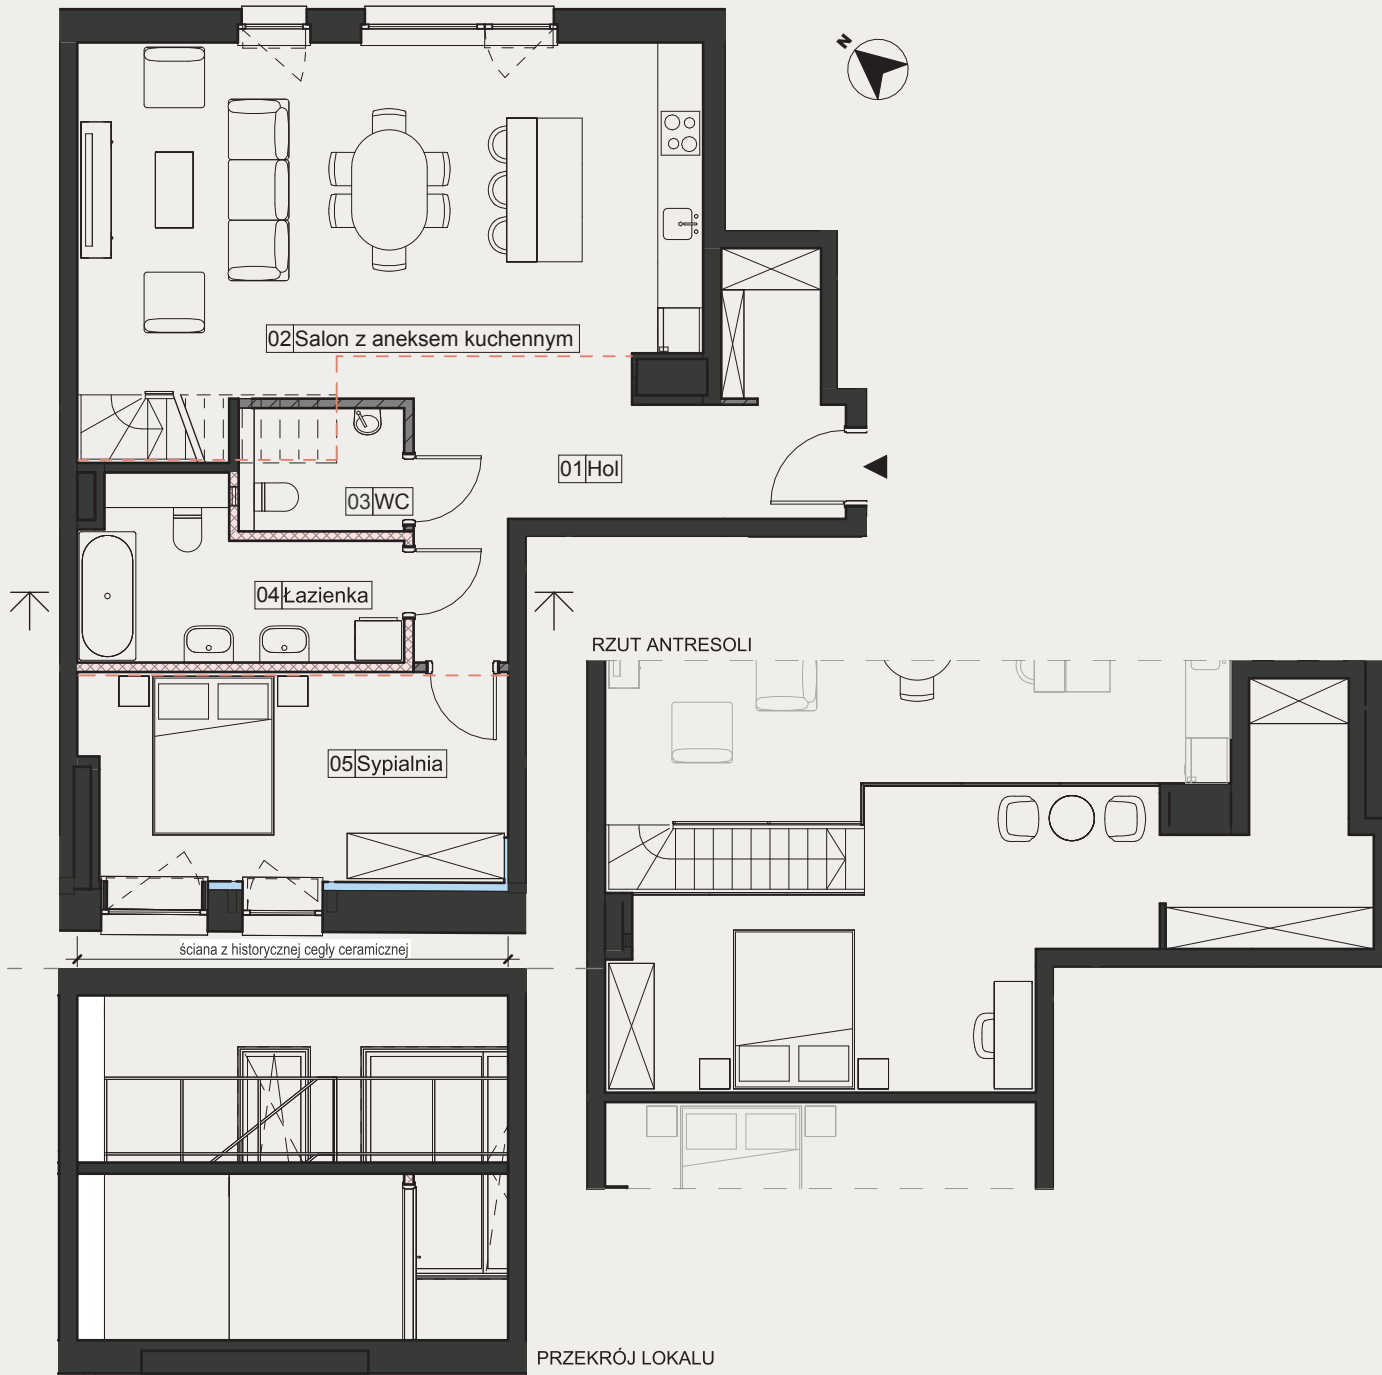 N
02 Salon z aneksem kuchennym
01 Hol
03 WC
04 Łazienka
RZUT ANTRESOLI
05 Sypialnia
ściana z historycznej cegły ceramicznej
PRZEKRÓJ LOKALU